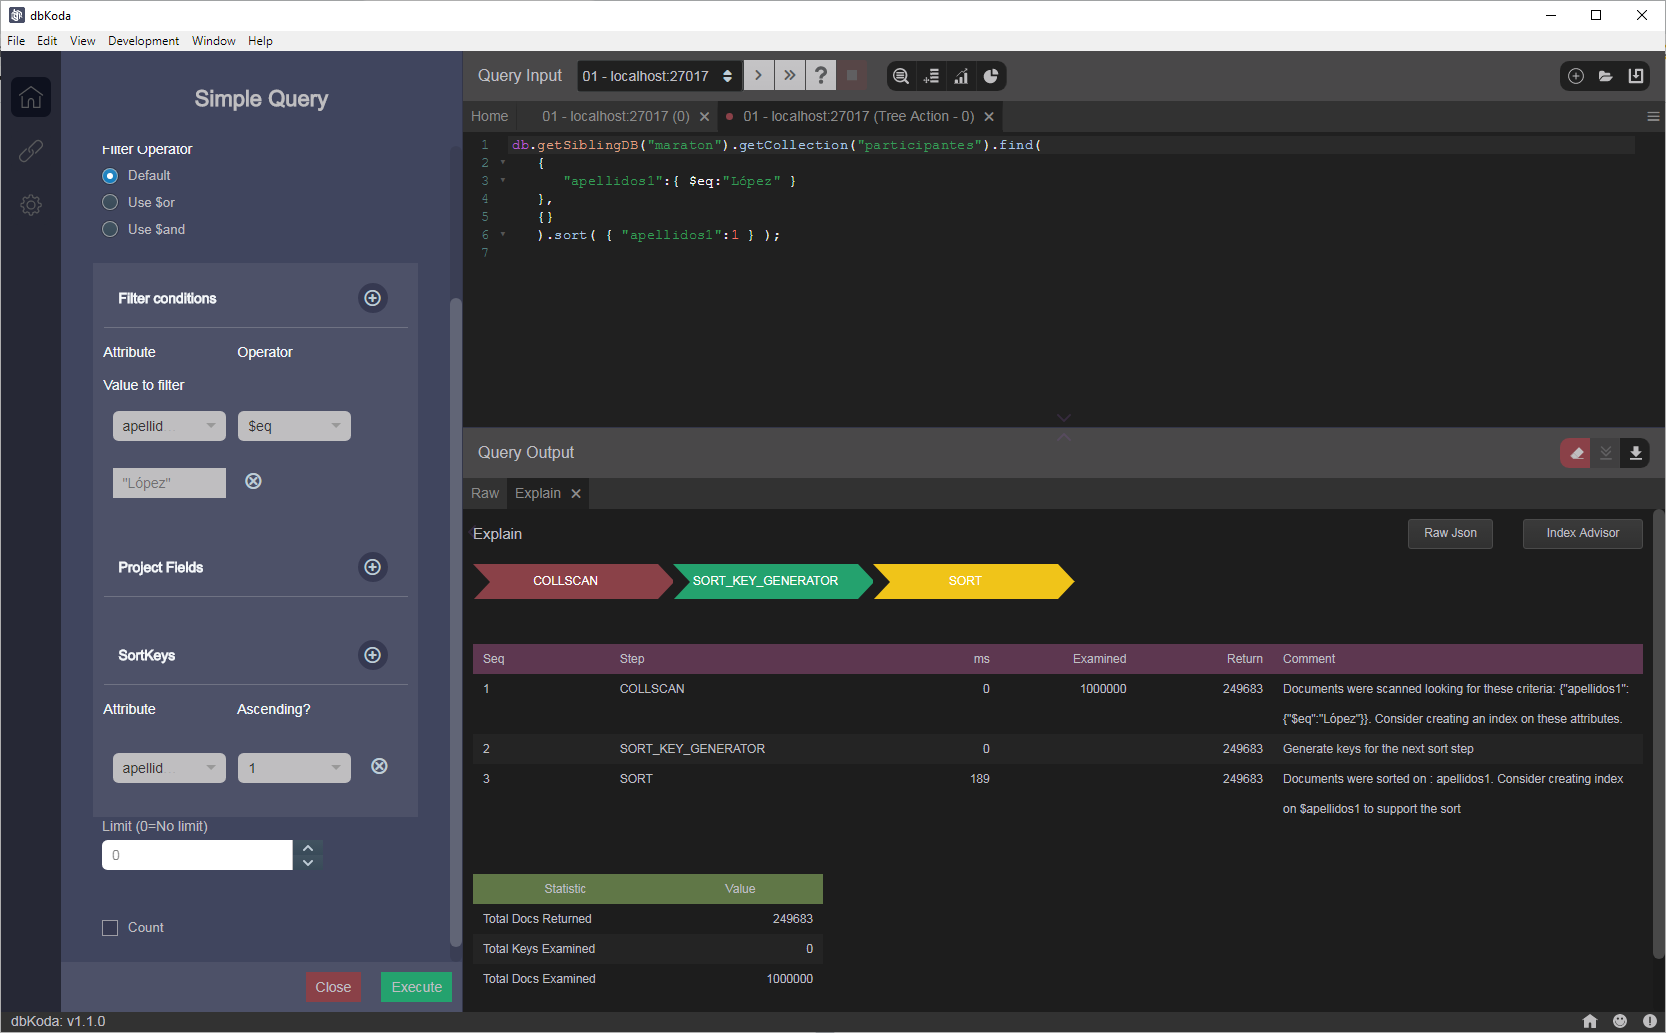 dbKoda
File Edit View Development Window Help
Simple Query
Filter Operator
Default
Use $or
Use $and
Filter conditions
Attribute Operator
Value to filter
apellid $eq
"López"
Project Fields
SortKeys
Attribute Ascending?
apellid 1
Limit (0=No limit)
0
Count
Close Execute
Query Input 01 - localhost:27017
Home 01 - localhost:27017 (0) 01 - localhost:27017 (Tree Action - 0)
1 db.getSiblingDB("maraton").getCollection("participantes").find(
2 {
3 "apellidos1":{ $eq:"López" }
4 },
5 {}
6 ).sort( { "apellidos1":1 } );
7
Query Output
Raw Explain
Explain Raw Json Index Advisor
COLLSCAN SORT_KEY_GENERATOR SORT
Seq Step ms Examined Return Comment
1 COLLSCAN 0 1000000 249683 Documents were scanned looking for these criteria: {"apellidos1":
{"$eq":"López"}}. Consider creating an index on these attributes.
2 SORT_KEY_GENERATOR 0 249683 Generate keys for the next sort step
3 SORT 189 249683 Documents were sorted on : apellidos1. Consider creating index
on $apellidos1 to support the sort
Statistic Value
Total Docs Returned 249683
Total Keys Examined 0
Total Docs Examined 1000000
dbKoda: v1.1.0